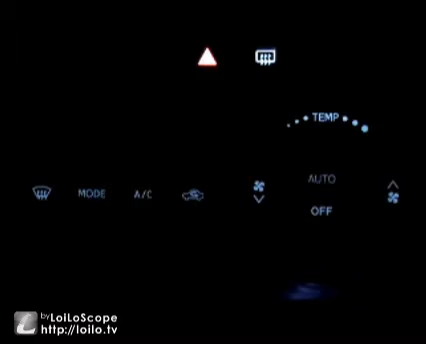 TEMP
AUTO
MODE
A/C
OFF
by LoiLoScope
http://loilo.tv